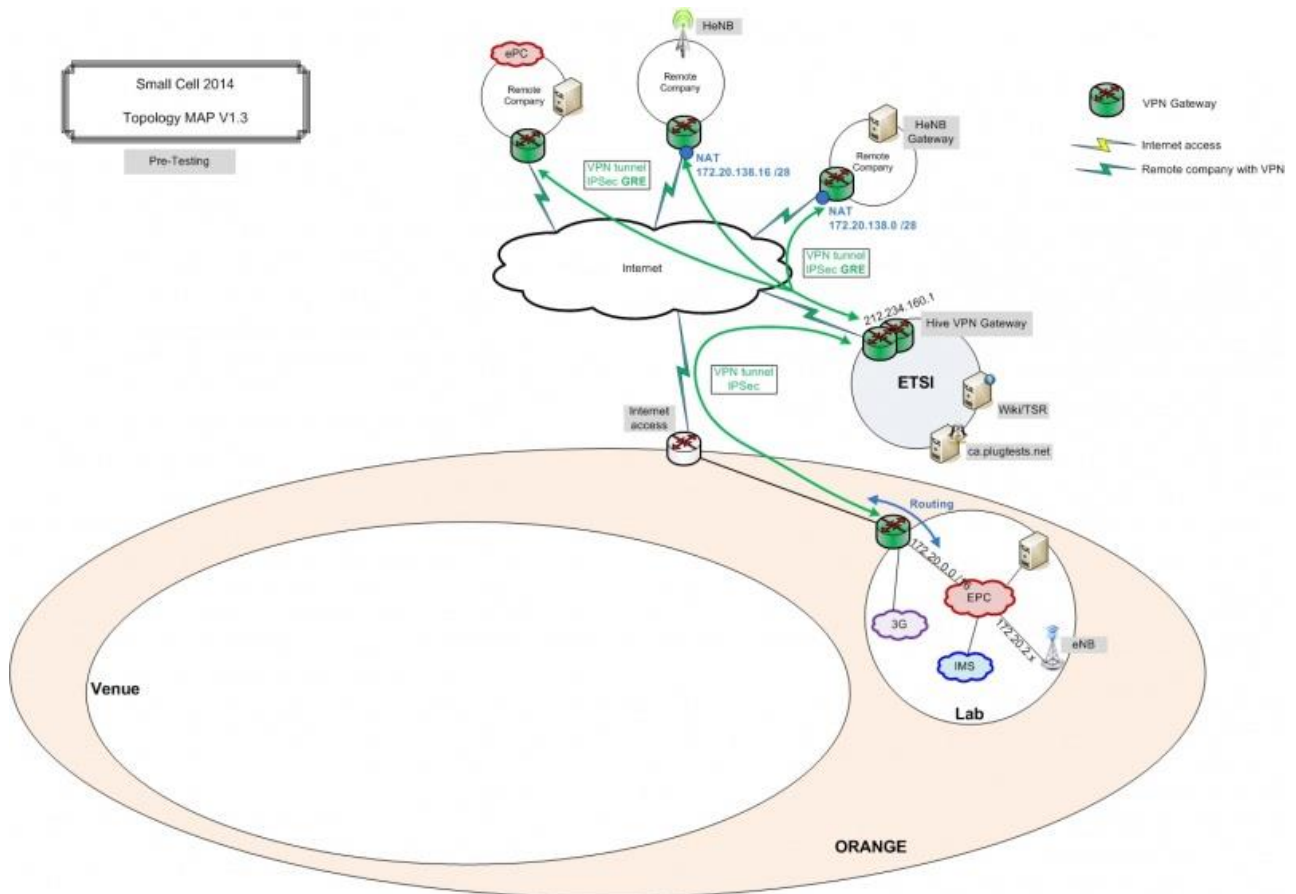 Small Cell 2014
Topology MAP V1.3
Pre-Testing
ePC
Remote
Company
HeNB
Remote
Company
HeNB
Gateway
Remote
Company
VPN Gateway
Internet access
Remote company with VPN
VPN tunnel
IPSec GRE
NAT
172.20.138.16 /28
NAT
172.20.138.0 /28
Internet
VPN tunnel
IPSec GRE
212.234.160.1
Hive VPN Gateway
ETSI
Wiki/TSR
ca.plugtests.net
VPN tunnel
IPSec
Internet
access
Routing
172.20.0.0 /16
EPC
3G
172.20.2.x
eNB
IMS
Lab
Venue
ORANGE